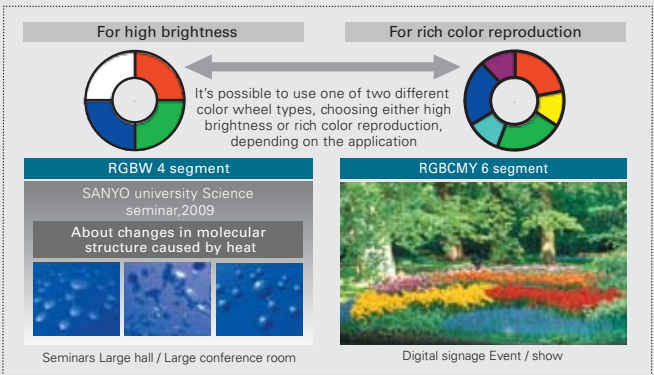 For high brightness
For rich color reproduction
It's possible to use one of two different
color wheel types, choosing either high
brightness or rich color reproduction,
depending on the application
RGBW 4 segment
RGBCMY 6 segment
SANYO university Science
seminar,2009
About changes in molecular
structure caused by heat
Seminars Large hall / Large conference room
Digital signage Event / show